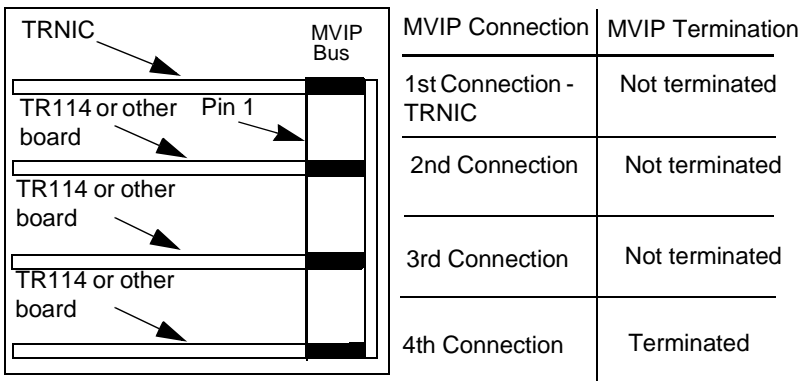 TRNIC
MVIP
Bus
TR114 or other
board
Pin 1
TR114 or other
board
TR114 or other
board
MVIP Connection MVIP Termination
1st Connection -
TRNIC
Not terminated
2nd Connection Not terminated
3rd Connection Not terminated
4th Connection Terminated